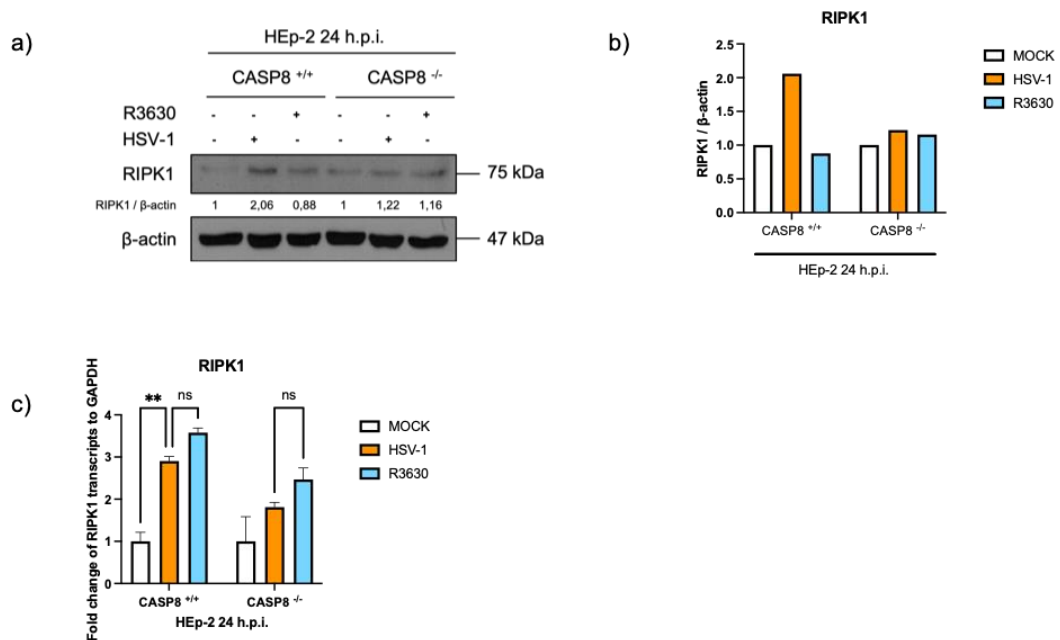 a)
HEp-2 24 h.p.i.
CASP8 +/+ CASP8 -/-
R3630 - - + - - +
HSV-1 - + - - + -
RIPK1 75 kDa
RIPK1 / β-actin 1 2,06 0,88 1 1,22 1,16
β-actin 47 kDa
b)
RIPK1
RIPK1 / β-actin
2.5
2.0
1.5
1.0
0.5
0.0
CASP8 +/+ CASP8 -/-
HEp-2 24 h.p.i.
MOCK
HSV-1
R3630
c)
RIPK1
Fold change of RIPK1 transcripts to GAPDH
4
3
2
1
0
** ns ns
CASP8 +/+ CASP8 -/-
HEp-2 24 h.p.i.
MOCK
HSV-1
R3630